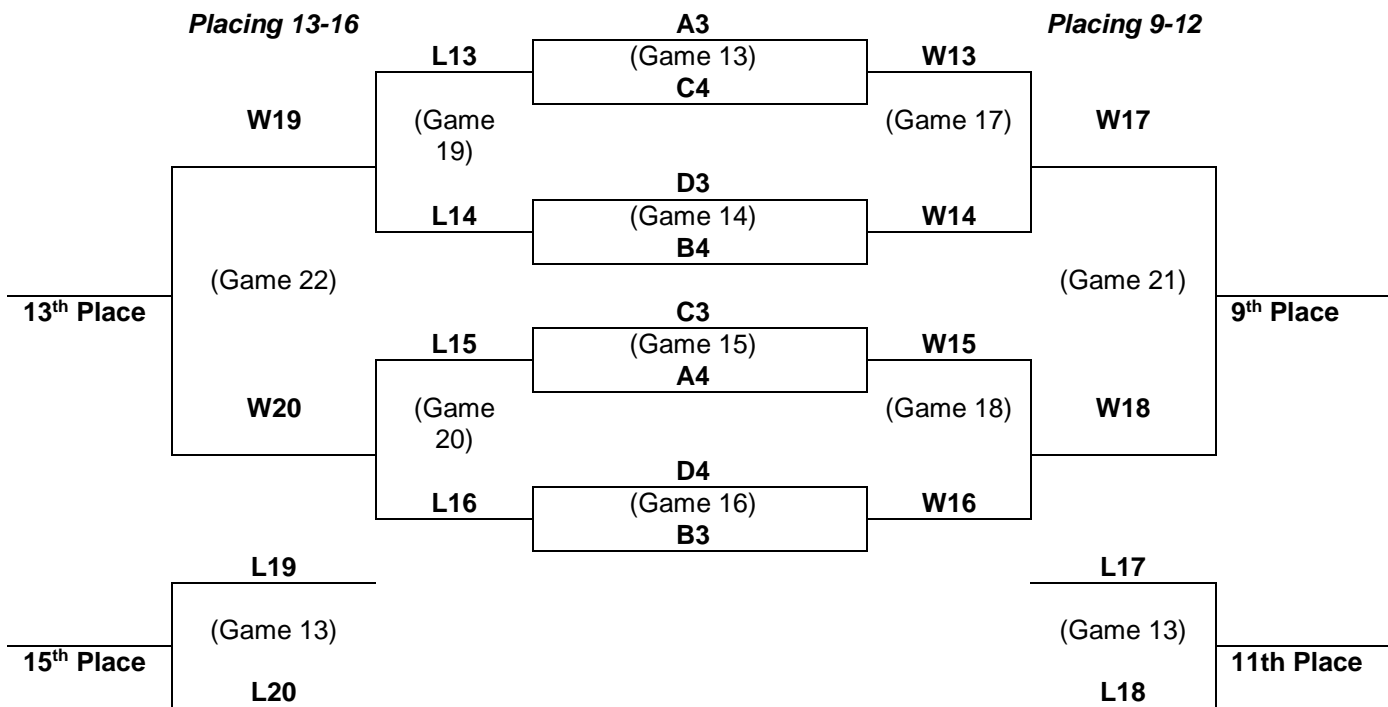 Placing 13-16
A3
Placing 9-12
L13
(Game 13)
W13
C4
W19
(Game
19)
(Game 17)
W17
D3
L14
(Game 14)
W14
B4
(Game 22)
(Game 21)
13th Place
C3
9th Place
L15
(Game 15)
W15
A4
W20
(Game
20)
(Game 18)
W18
D4
L16
(Game 16)
W16
B3
L19
L17
(Game 13)
(Game 13)
15th Place
11th Place
L20
L18